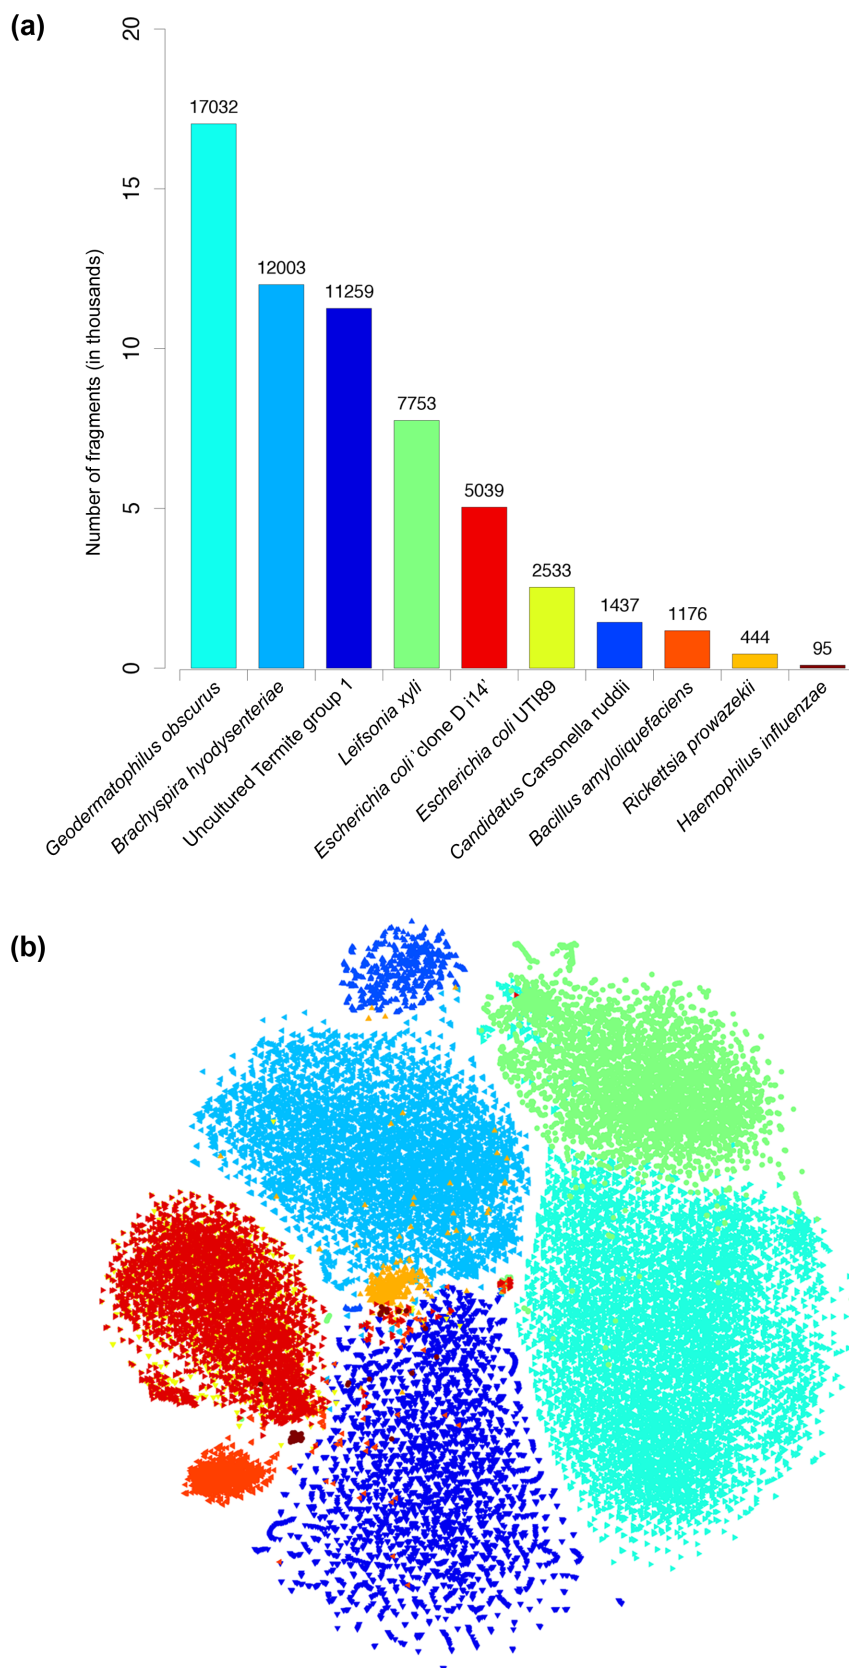 (a)
20
15
10
5
0
Number of fragments (in thousands)
17032
12003
11259
7753
5039
2533
1437
1176
444
95
Geodermatophilus obscurus
Brachyspira hyodysenteriae
Uncultured Termite group 1
Leifsonia xyli
Escherichia coli 'clone D i14'
Escherichia coli UTI89
Candidatus Carsonella ruddii
Bacillus amyloliquefaciens
Rickettsia prowazekii
Haemophilus influenzae
(b)